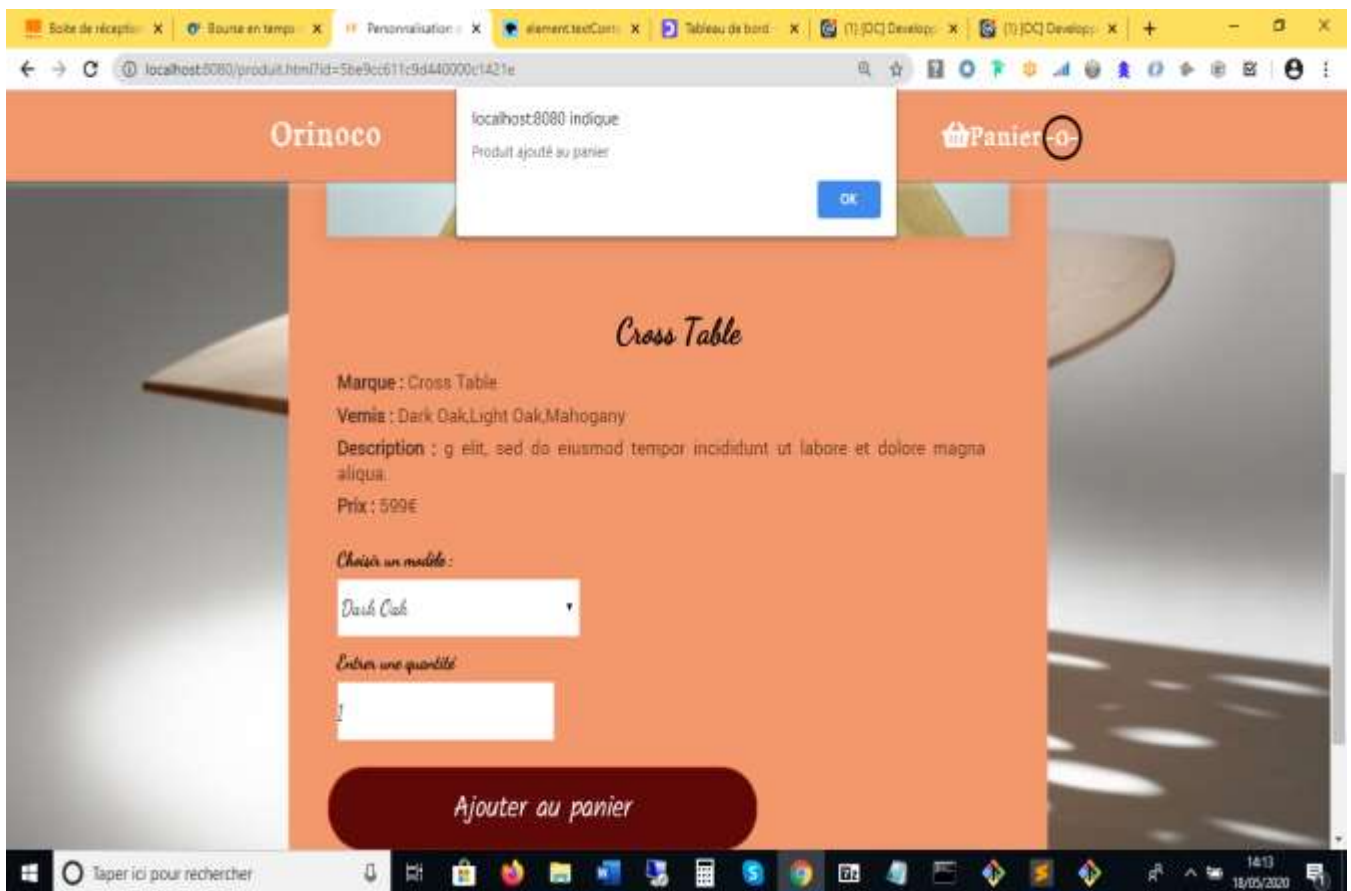 Boite de réception
Bourse en temps
Personnalisation
element.textCont
Tableau de bord
(1) [OC] Develop
(1) [OC] Develop
localhost:8080/produit.html?id=5be9cc611c9d440000c1421e
Orinoco
localhost:8080 indique
Produit ajouté au panier
OK
Panier -0-
Cross Table
Marque : Cross Table
Vernis : Dark Oak,Light Oak,Mahogany
Description : g elit, sed do eiusmod tempor incididunt ut labore et dolore magna
aliqua.
Prix : 599€
Choisir un modèle :
Dark Oak
Entrer une quantité
1
Ajouter au panier
Taper ici pour rechercher
14:13
18/05/2020